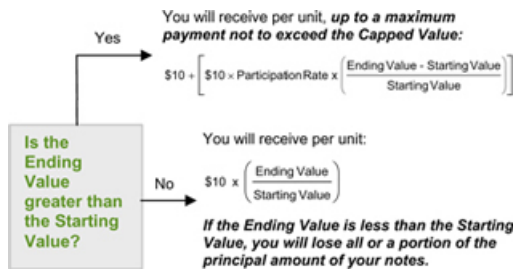 You will receive per unit, up to a maximum
payment not to exceed the Capped Value:
Yes
$10 + [ $10 × Participation Rate x ( Ending Value - Starting Value / Starting Value ) ]
Is the
Ending
Value
greater than
the Starting
Value?
No
You will receive per unit:
$10 x ( Ending Value / Starting Value )
If the Ending Value is less than the Starting
Value, you will lose all or a portion of the
principal amount of your notes.